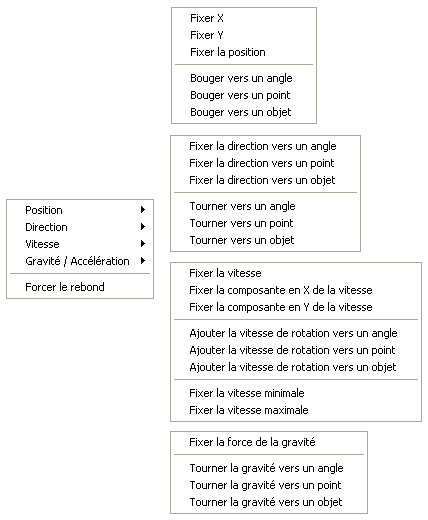 Fixer X
Fixer Y
Fixer la position
Bouger vers un angle
Bouger vers un point
Bouger vers un objet
Fixer la direction vers un angle
Fixer la direction vers un point
Fixer la direction vers un objet
Tourner vers un angle
Tourner vers un point
Tourner vers un objet
Position
Direction
Vitesse
Gravité / Accélération
Forcer le rebond
Fixer la vitesse
Fixer la composante en X de la vitesse
Fixer la composante en Y de la vitesse
Ajouter la vitesse de rotation vers un angle
Ajouter la vitesse de rotation vers un point
Ajouter la vitesse de rotation vers un objet
Fixer la vitesse minimale
Fixer la vitesse maximale
Fixer la force de la gravité
Tourner la gravité vers un angle
Tourner la gravité vers un point
Tourner la gravité vers un objet